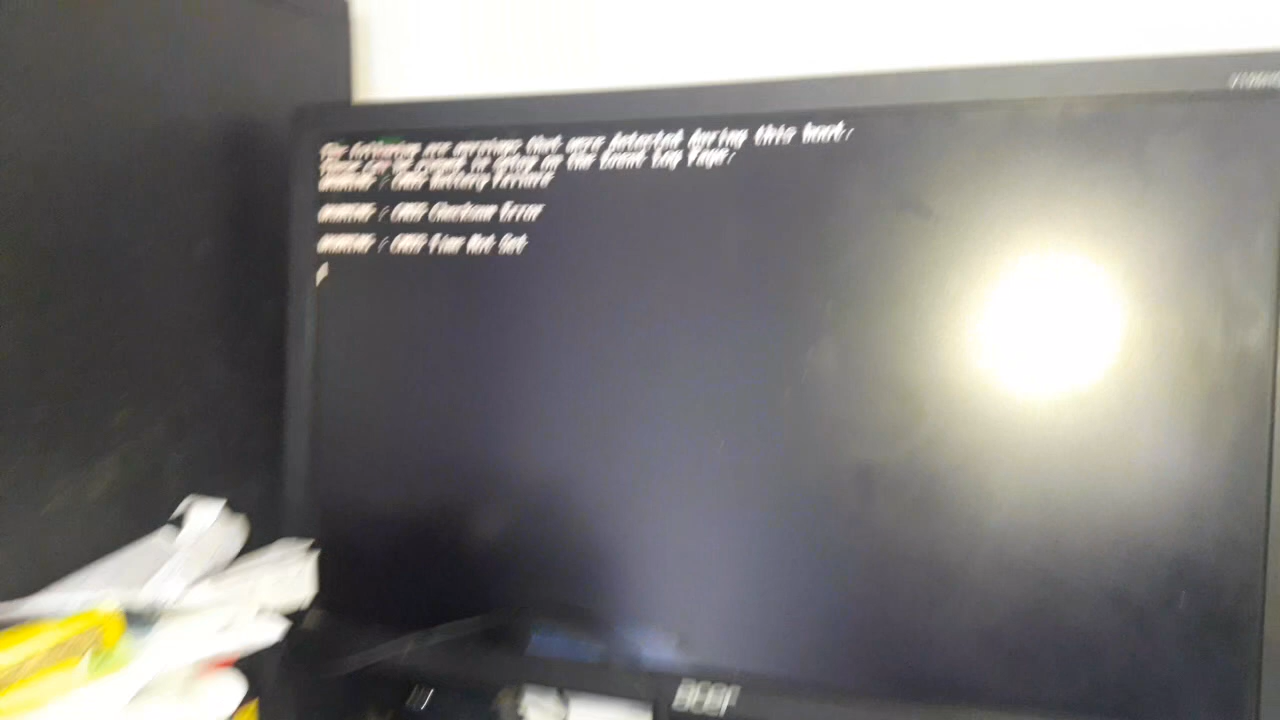 The following are warnings that were detected during this boot.
These can be viewed in setup on the Event Log Page.
WARNING : CMOS Battery Failure
WARNING : CMOS Checksum Error
WARNING : CMOS Time Not Set
acer